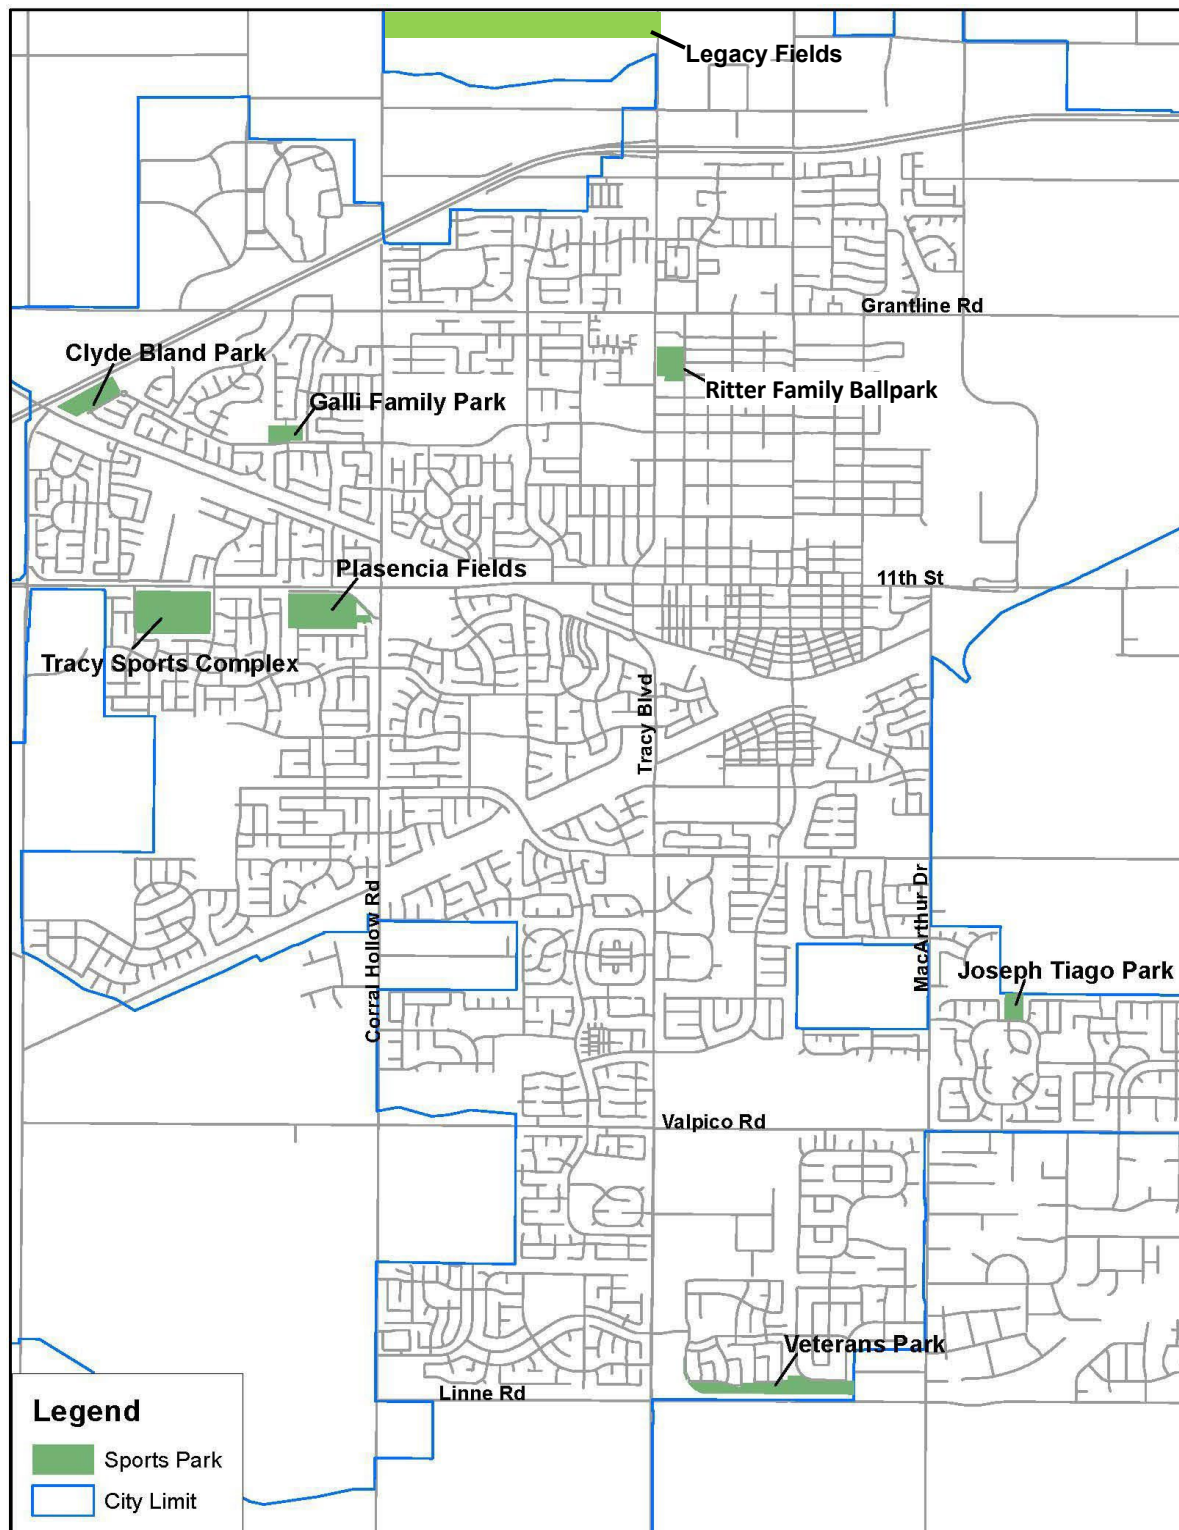 Legacy Fields
Grantline Rd
Clyde Bland Park
Ritter Family Ballpark
Galli Family Park
Plasencia Fields
11th St
Tracy Sports Complex
Tracy Blvd
Corral Hollow Rd
MacArthur Dr
Joseph Tiago Park
Valpico Rd
Veterans Park
Linne Rd
Legend
Sports Park
City Limit